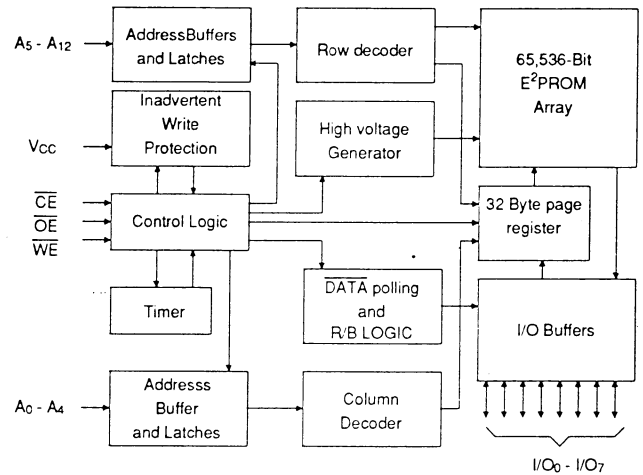 A5 - A12
AddressBuffers
and Latches
Row decoder
65,536-Bit
E²PROM
Array
Inadvertent
Write
Protection
VCC
High voltage
Generator
CE
OE
WE
Control Logic
32 Byte page
register
Timer
DATA polling
and
R/B LOGIC
I/O Buffers
A0 - A4
Addresss
Buffer
and Latches
Column
Decoder
I/O0 - I/O7